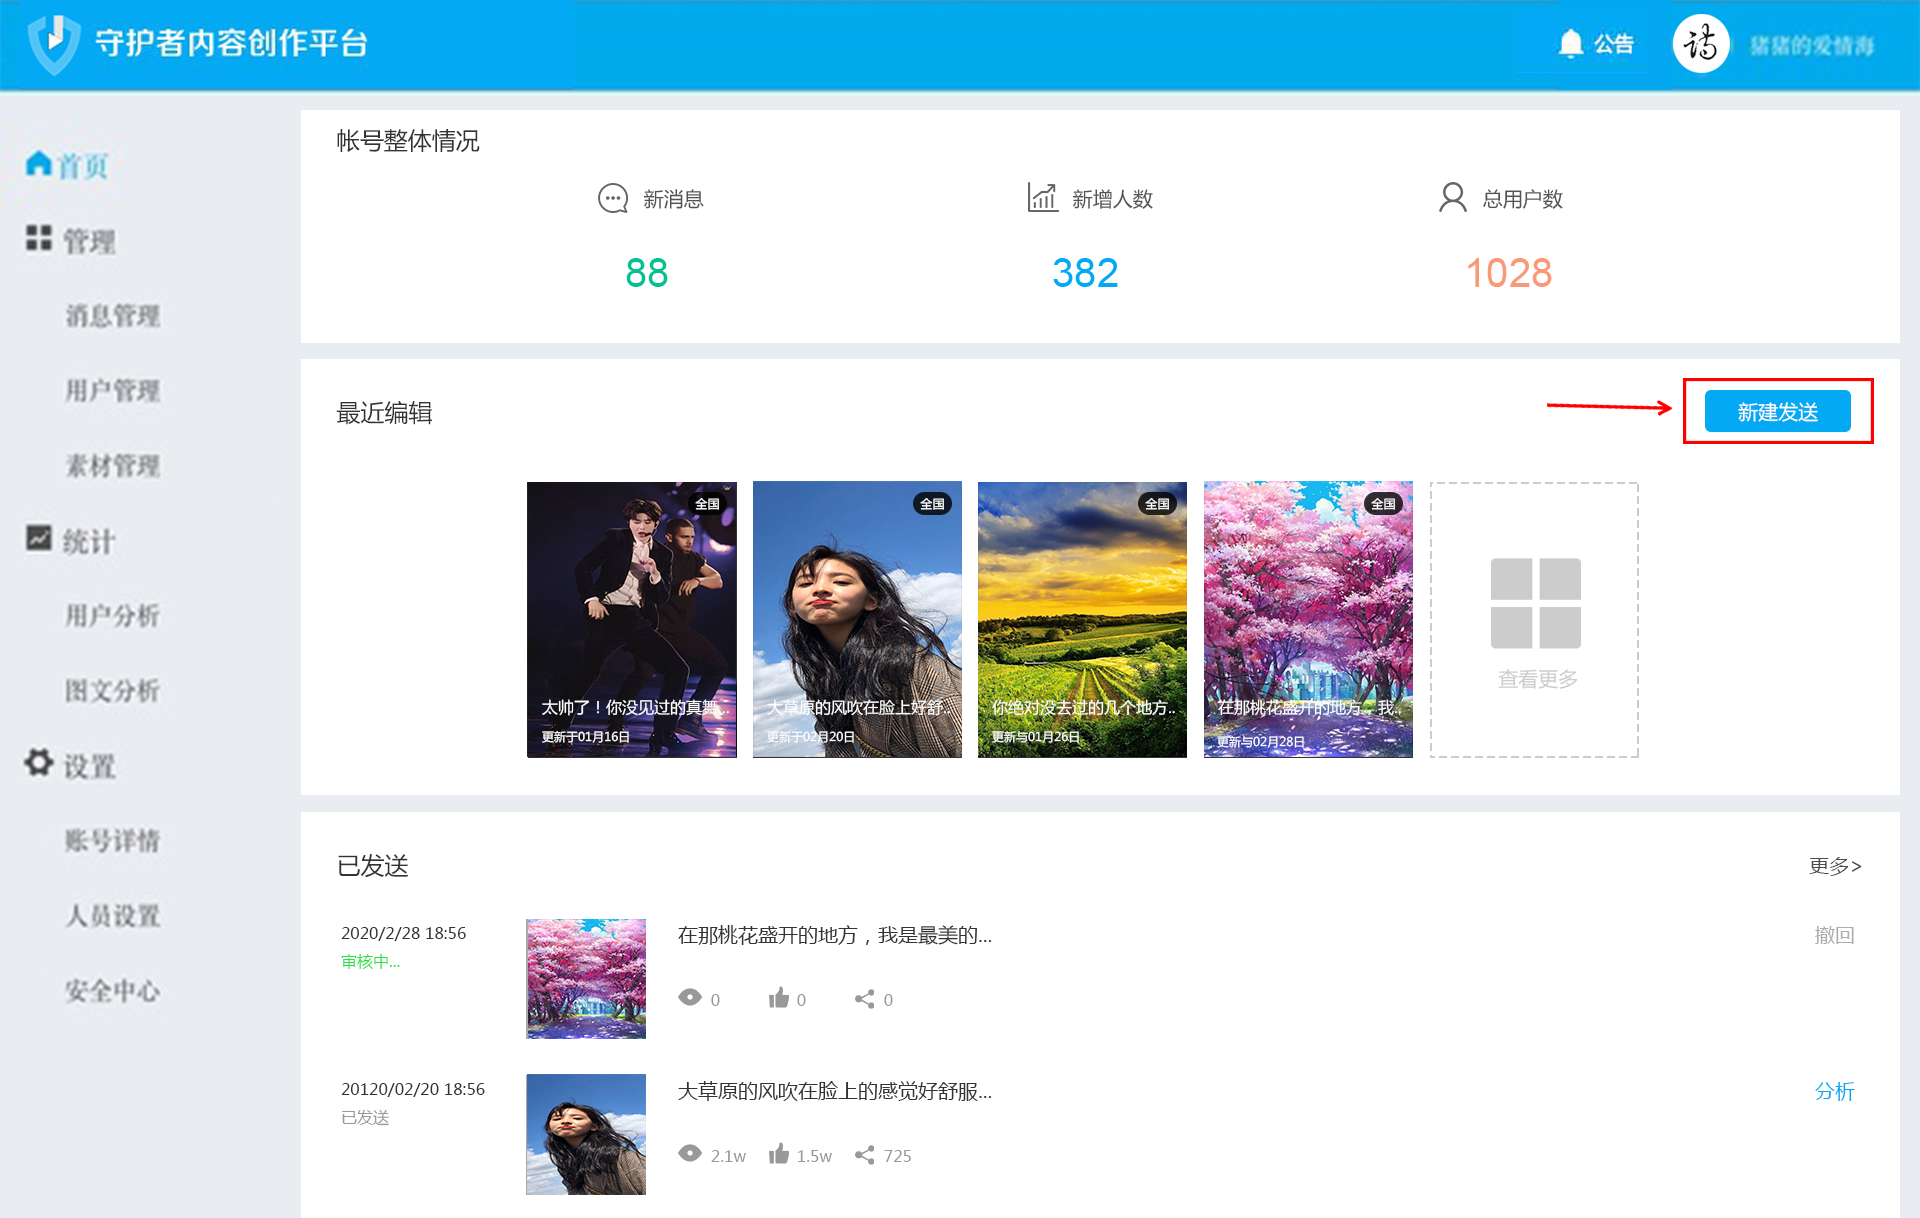 守护者内容创作平台
公告
猪猪的爱情海
首页
管理
消息管理
用户管理
素材管理
统计
用户分析
图文分析
设置
账号详情
人员设置
安全中心
帐号整体情况
新消息
新增人数
总用户数
88
382
1028
最近编辑
新建发送
全国
太帅了！你没见过的真舞..
更新于01月16日
全国
大草原的风吹在脸上好舒..
更新于02月20日
全国
你绝对没去过的几个地方..
更新与01月26日
全国
在那桃花盛开的地方，我..
更新与02月28日
查看更多
已发送
更多>
2020/2/28 18:56
审核中...
在那桃花盛开的地方，我是最美的...
0
0
0
撤回
20120/02/20 18:56
已发送
大草原的风吹在脸上的感觉好舒服...
2.1w
1.5w
725
分析